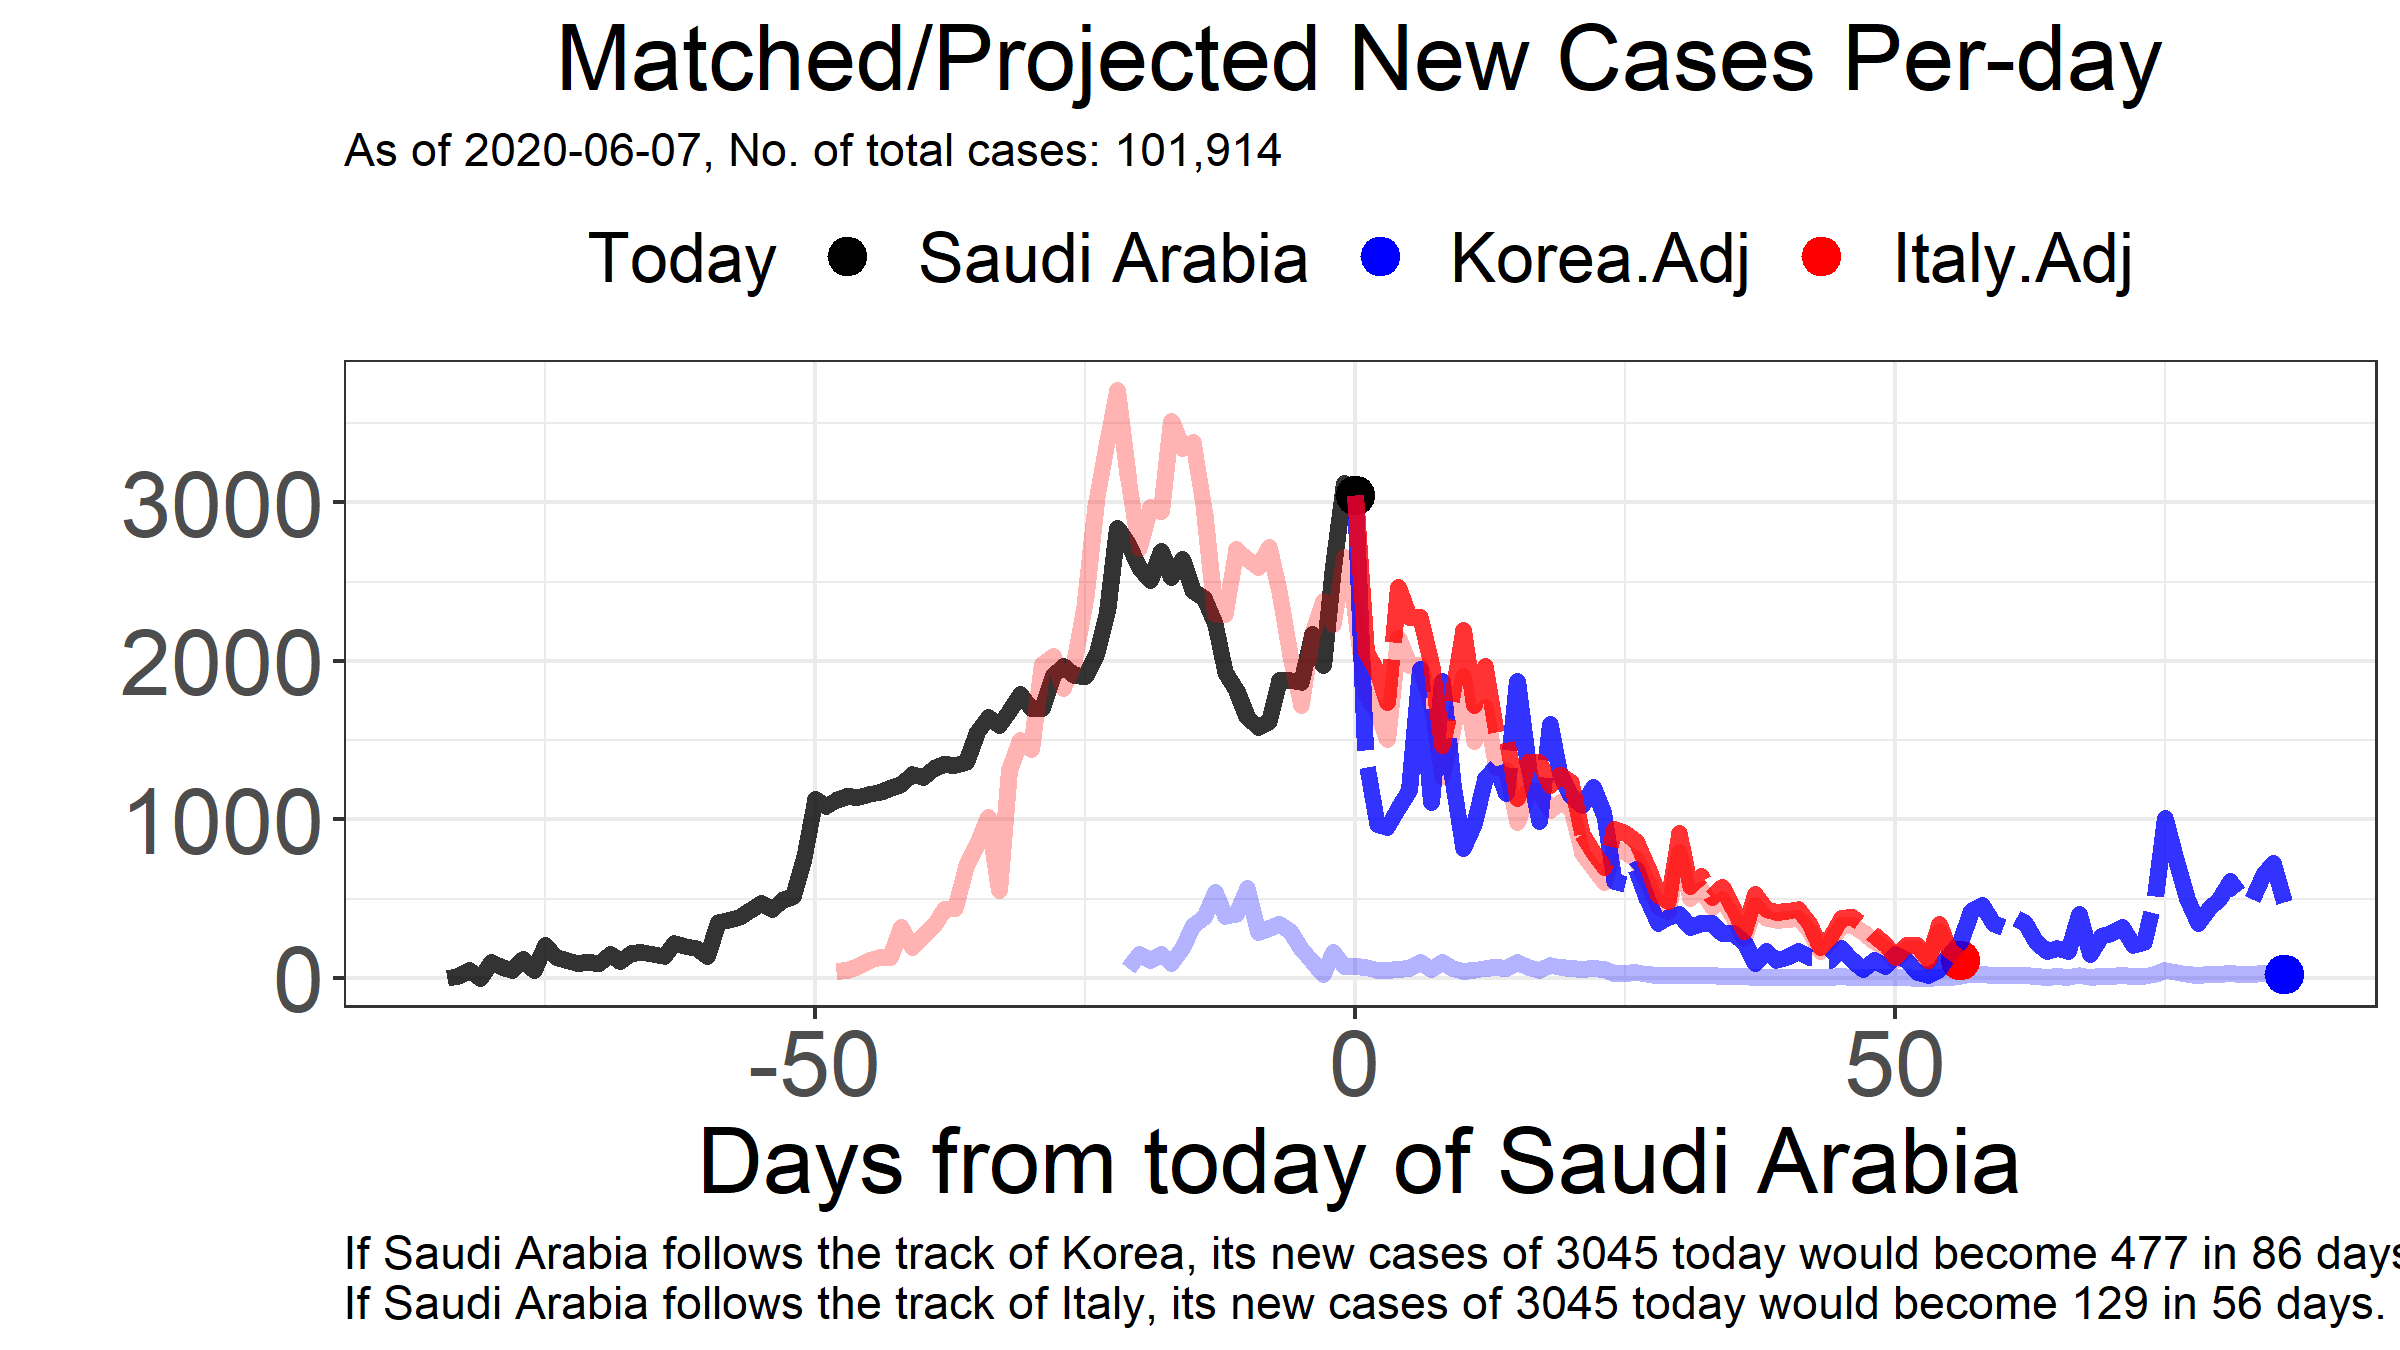 Matched/Projected New Cases Per-day
As of 2020-06-07, No. of total cases: 101,914
Today Saudi Arabia Korea.Adj Italy.Adj
3000
2000
1000
0
-50 0 50
Days from today of Saudi Arabia
If Saudi Arabia follows the track of Korea, its new cases of 3045 today would become 477 in 86 days
If Saudi Arabia follows the track of Italy, its new cases of 3045 today would become 129 in 56 days.